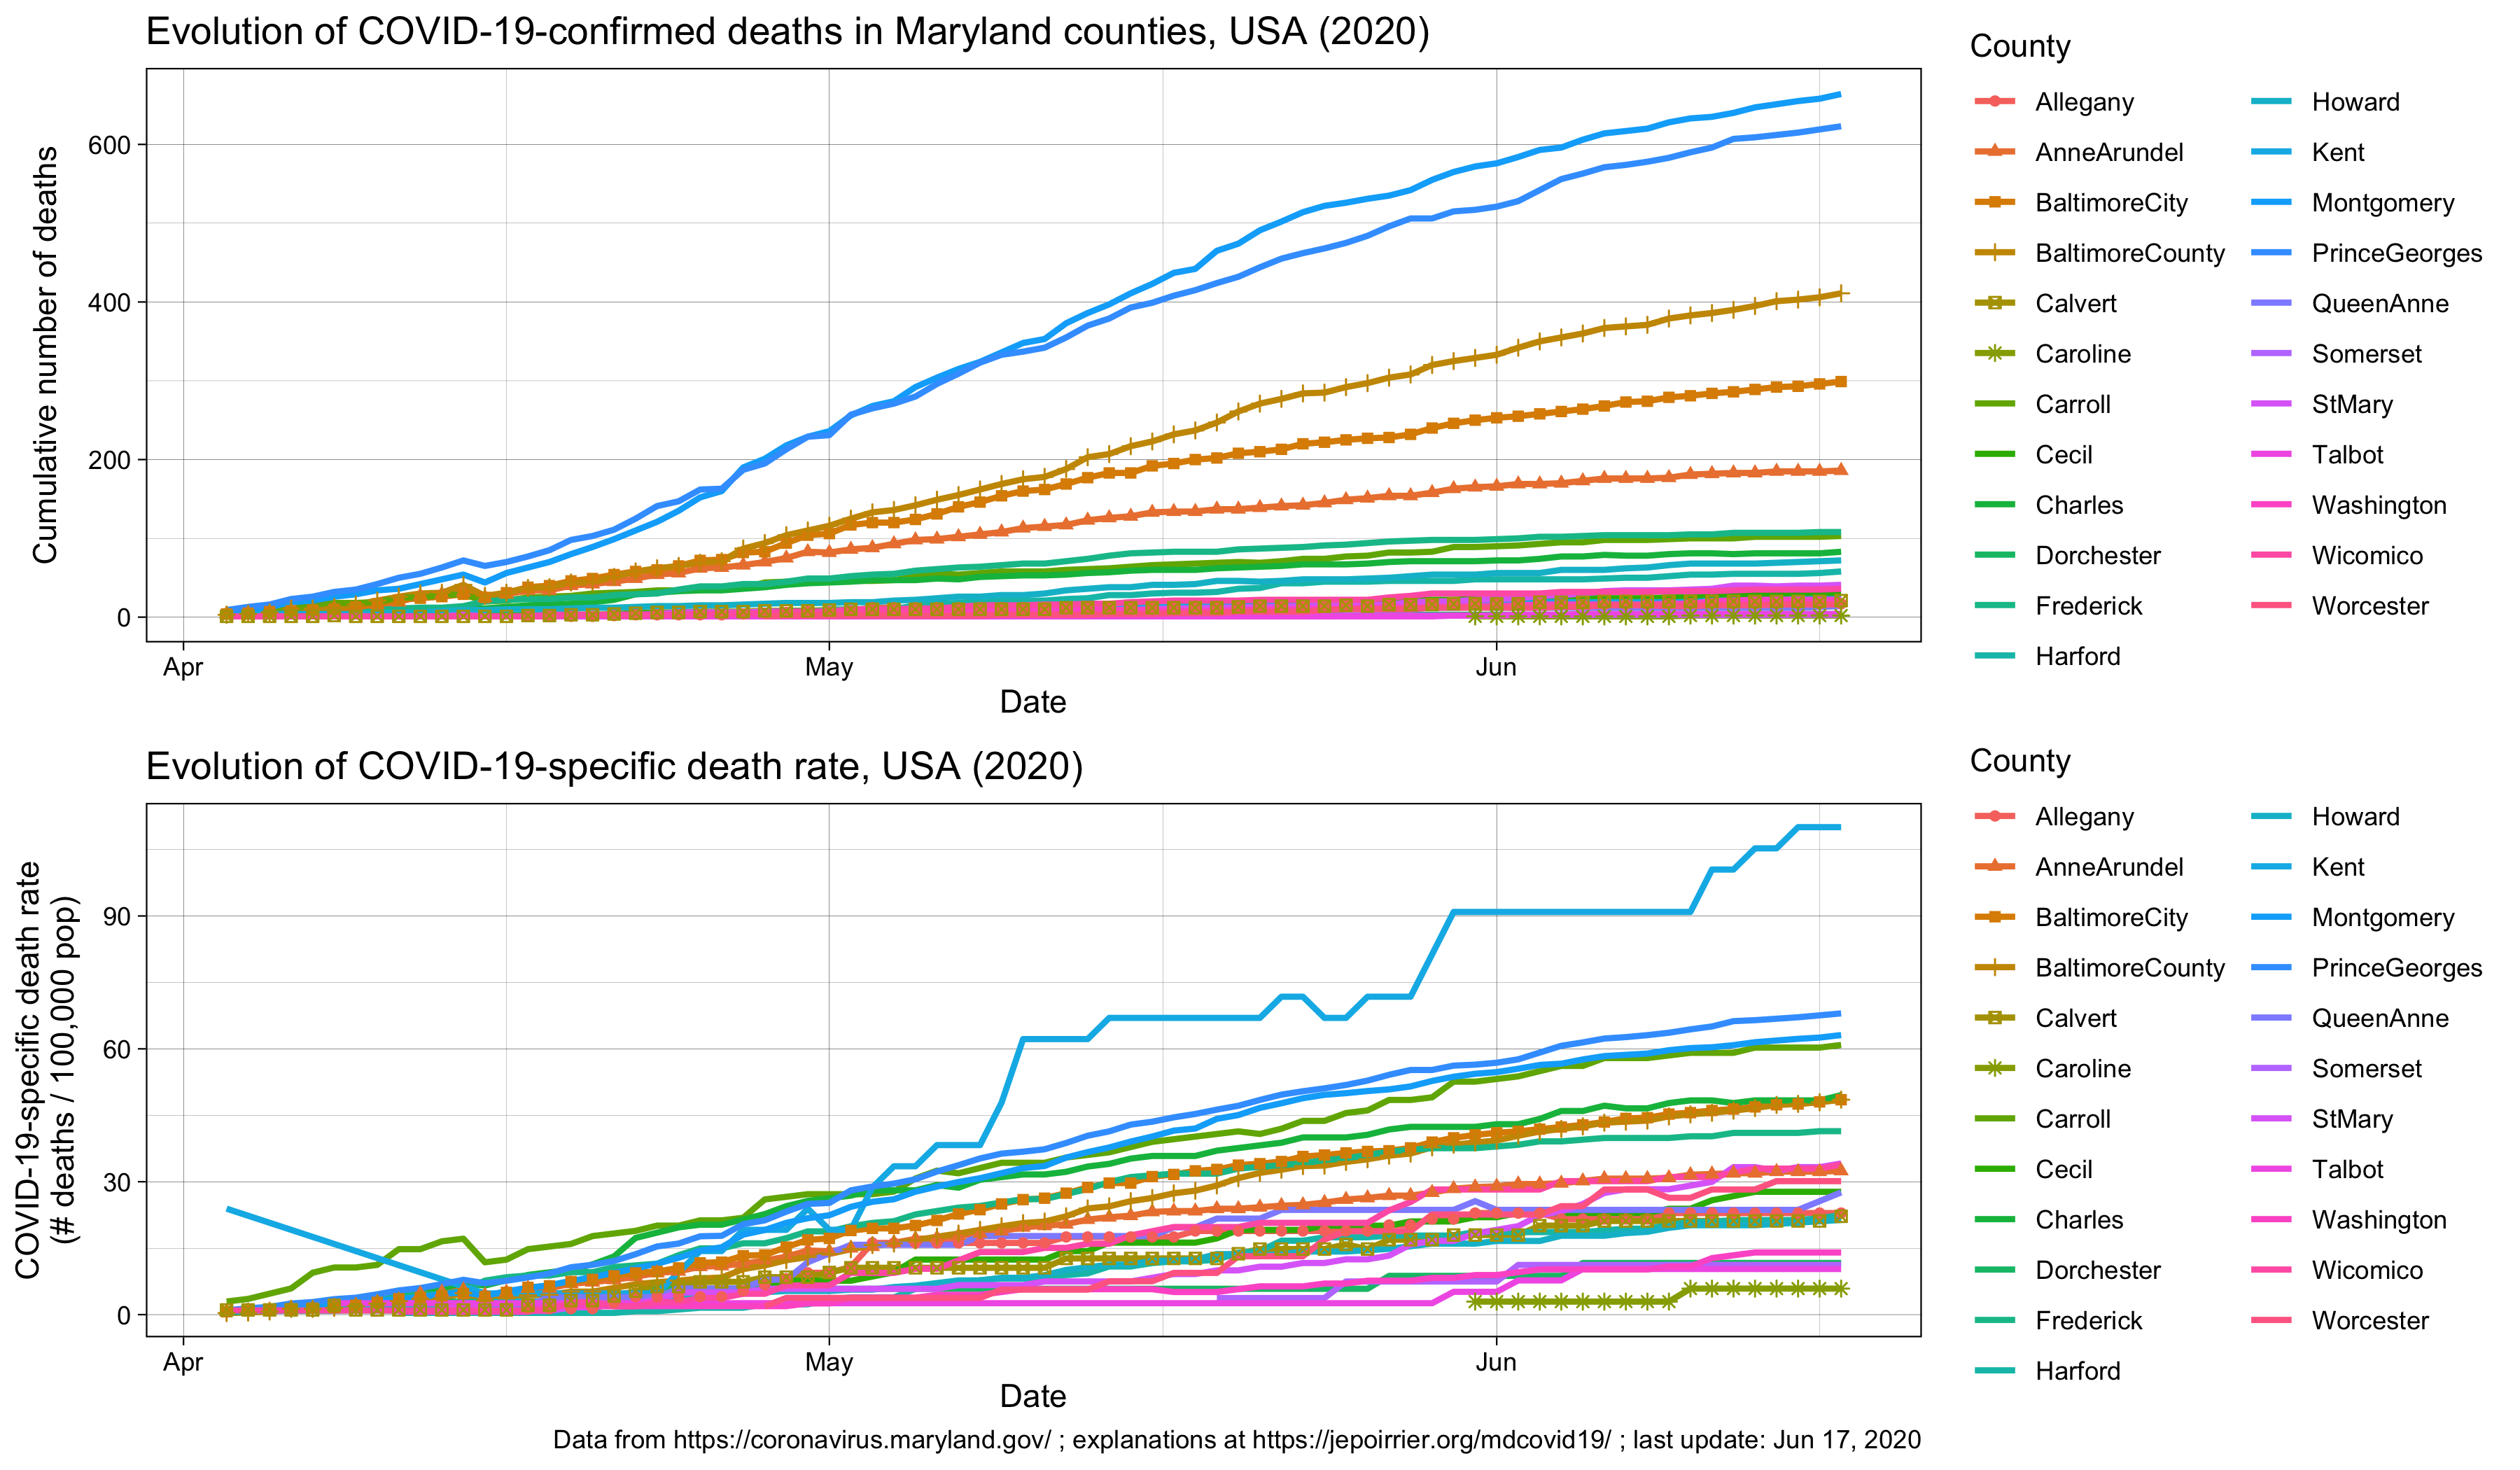 Evolution of COVID-19-confirmed deaths in Maryland counties, USA (2020)
Cumulative number of deaths
600
400
200
0
Apr
May
Jun
Date
County
Allegany
AnneArundel
BaltimoreCity
BaltimoreCounty
Calvert
Caroline
Carroll
Cecil
Charles
Dorchester
Frederick
Harford
Howard
Kent
Montgomery
PrinceGeorges
QueenAnne
Somerset
StMary
Talbot
Washington
Wicomico
Worcester
Evolution of COVID-19-specific death rate, USA (2020)
COVID-19-specific death rate
(# deaths / 100,000 pop)
90
60
30
0
Apr
May
Jun
Date
County
Allegany
AnneArundel
BaltimoreCity
BaltimoreCounty
Calvert
Caroline
Carroll
Cecil
Charles
Dorchester
Frederick
Harford
Howard
Kent
Montgomery
PrinceGeorges
QueenAnne
Somerset
StMary
Talbot
Washington
Wicomico
Worcester
Data from https://coronavirus.maryland.gov/ ; explanations at https://jepoirrier.org/mdcovid19/ ; last update: Jun 17, 2020